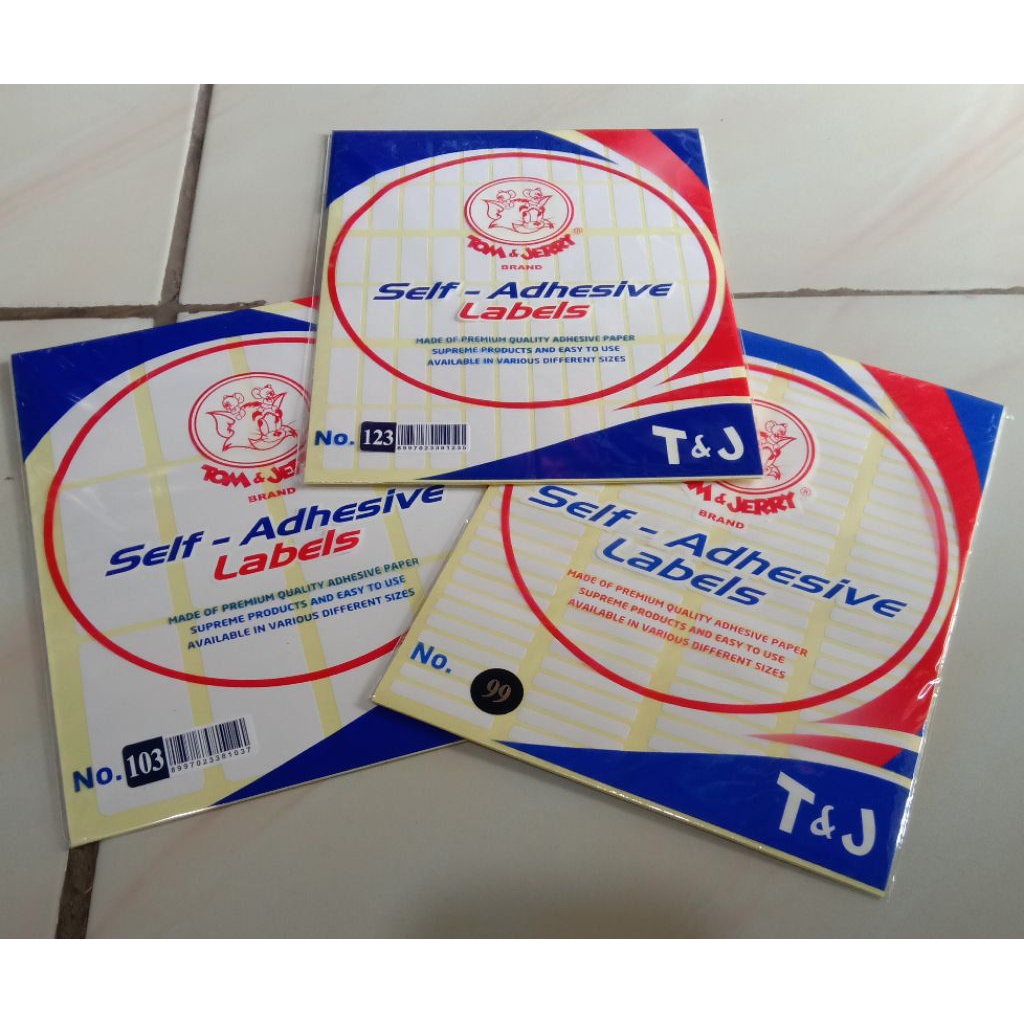 TOM & JERRY®
BRAND
Self - Adhesive
Labels
MADE OF PREMIUM QUALITY ADHESIVE PAPER
SUPREME PRODUCTS AND EASY TO USE
AVAILABLE IN VARIOUS DIFFERENT SIZES
No. 123
T & J
TOM & JE
BRAND
Self - Adhesive
Labels
MADE OF PREMIUM QUALITY ADHESIVE PAPER
SUPREME PRODUCTS AND EASY TO USE
AVAILABLE IN VARIOUS DIFFERENT SIZES
No. 103
8997023381037
M & JERRY®
BRAND
Self - Adhesive
Labels
MADE OF PREMIUM QUALITY ADHESIVE PAPER
SUPREME PRODUCTS AND EASY TO USE
AVAILABLE IN VARIOUS DIFFERENT SIZES
No. 99
T & J